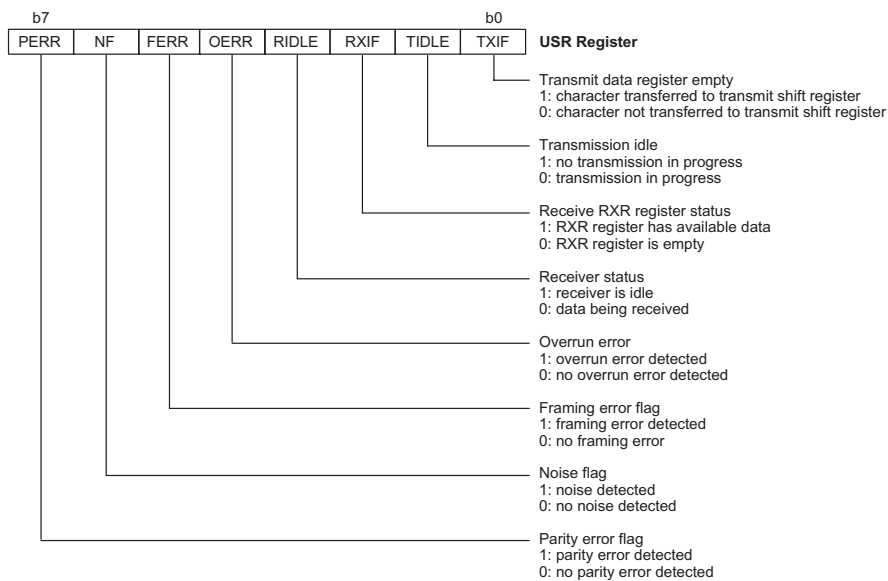 b7 b0
PERR NF FERR OERR RIDLE RXIF TIDLE TXIF USR Register
Transmit data register empty
1: character transferred to transmit shift register
0: character not transferred to transmit shift register
Transmission idle
1: no transmission in progress
0: transmission in progress
Receive RXR register status
1: RXR register has available data
0: RXR register is empty
Receiver status
1: receiver is idle
0: data being received
Overrun error
1: overrun error detected
0: no overrun error detected
Framing error flag
1: framing error detected
0: no framing error
Noise flag
1: noise detected
0: no noise detected
Parity error flag
1: parity error detected
0: no parity error detected